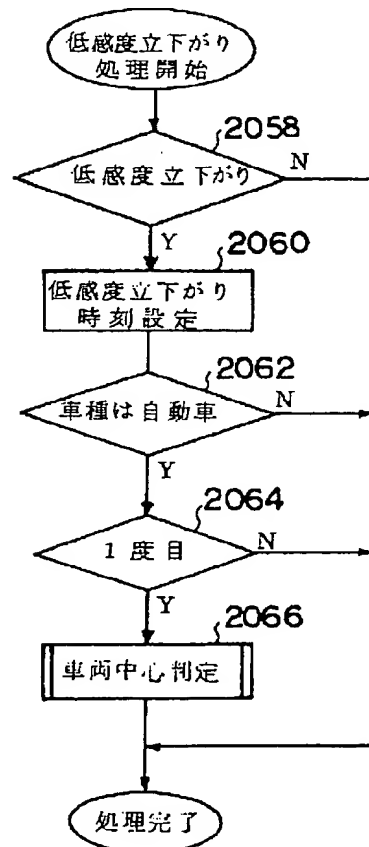 低感度立下がり
処理開始
2058
低感度立下がり
N
Y
2060
低感度立下がり
時刻設定
2062
車種は自動車
N
Y
2064
1度目
N
Y
2066
車両中心判定
処理完了